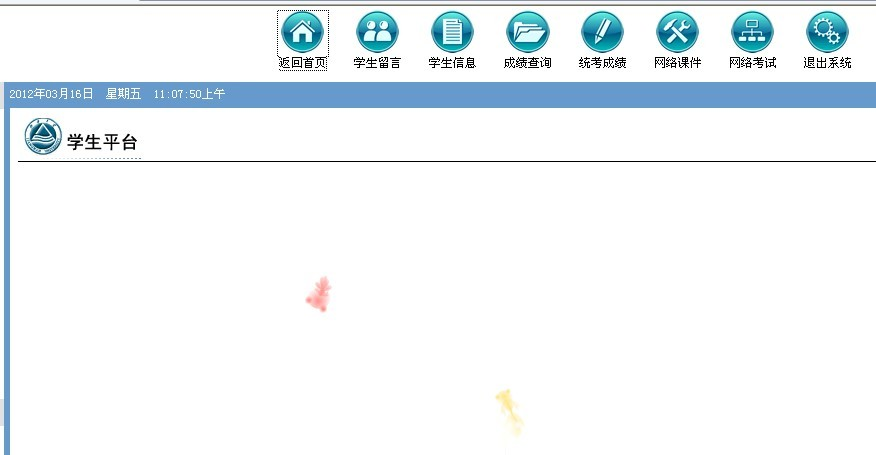 返回首页 学生留言 学生信息 成绩查询 统考成绩 网络课件 网络考试 退出系统
2012年03月16日 星期五 11:07:50上午
学生平台